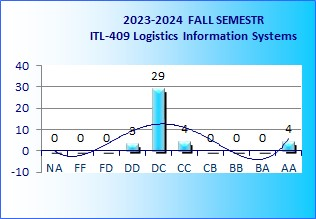 2023-2024 FALL SEMESTR
ITL-409 Logistics Information Systems
40
30
20
10
0
-10
0 0 0 3 29 4 0 0 0 4
NA FF FD DD DC CC CB BB BA AA